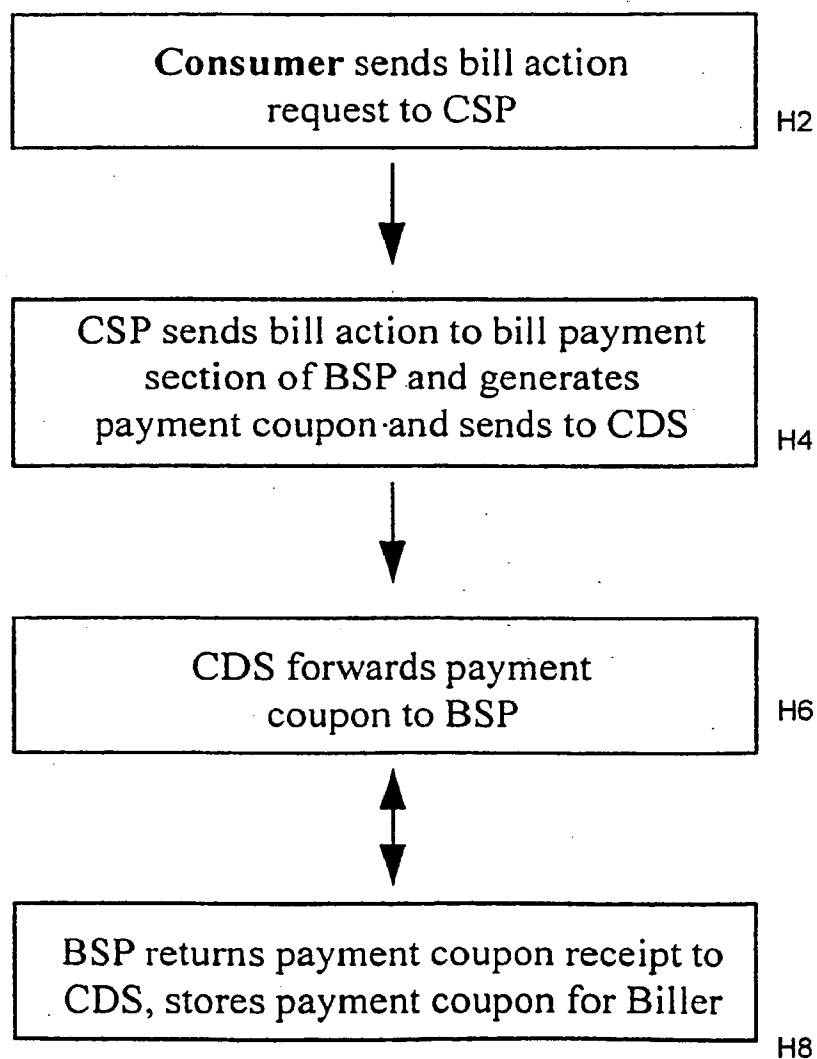 Consumer sends bill action
request to CSP
H2
CSP sends bill action to bill payment
section of BSP and generates
payment coupon and sends to CDS
H4
CDS forwards payment
coupon to BSP
H6
BSP returns payment coupon receipt to
CDS, stores payment coupon for Biller
H8